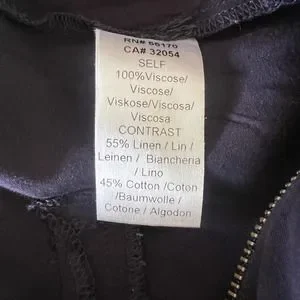 RN# 55170
CA# 32054
SELF
100%Viscose/
Viscose/
Viskose/Viscosa/
Viscosa
CONTRAST
55% Linen / Lin /
Leinen / Biancheria
/ Lino
45% Cotton /Coton
/Baumwolle /
Cotone / Algodon